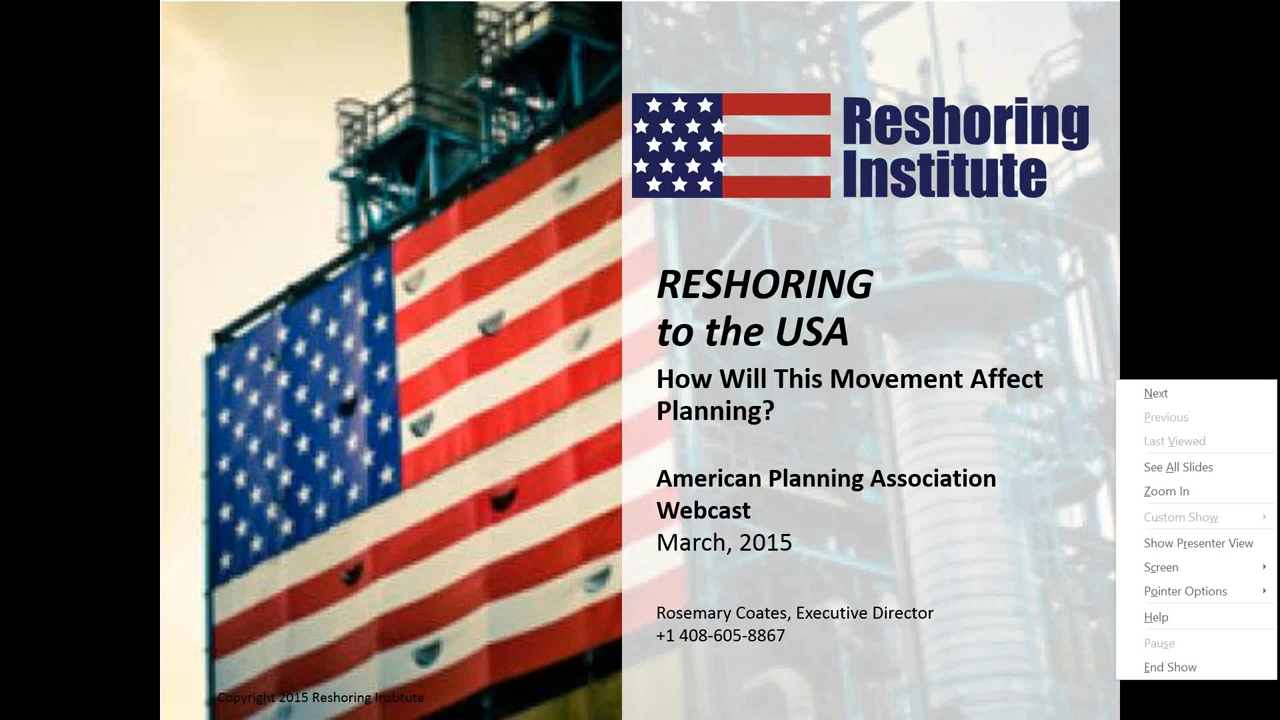 Reshoring
Institute
RESHORING
to the USA
How Will This Movement Affect
Planning?
American Planning Association
Webcast
March, 2015
Rosemary Coates, Executive Director
+1 408-605-8867
Copyright 2015 Reshoring Institute
Next
Previous
Last Viewed
See All Slides
Zoom In
Custom Show
Show Presenter View
Screen
Pointer Options
Help
Pause
End Show